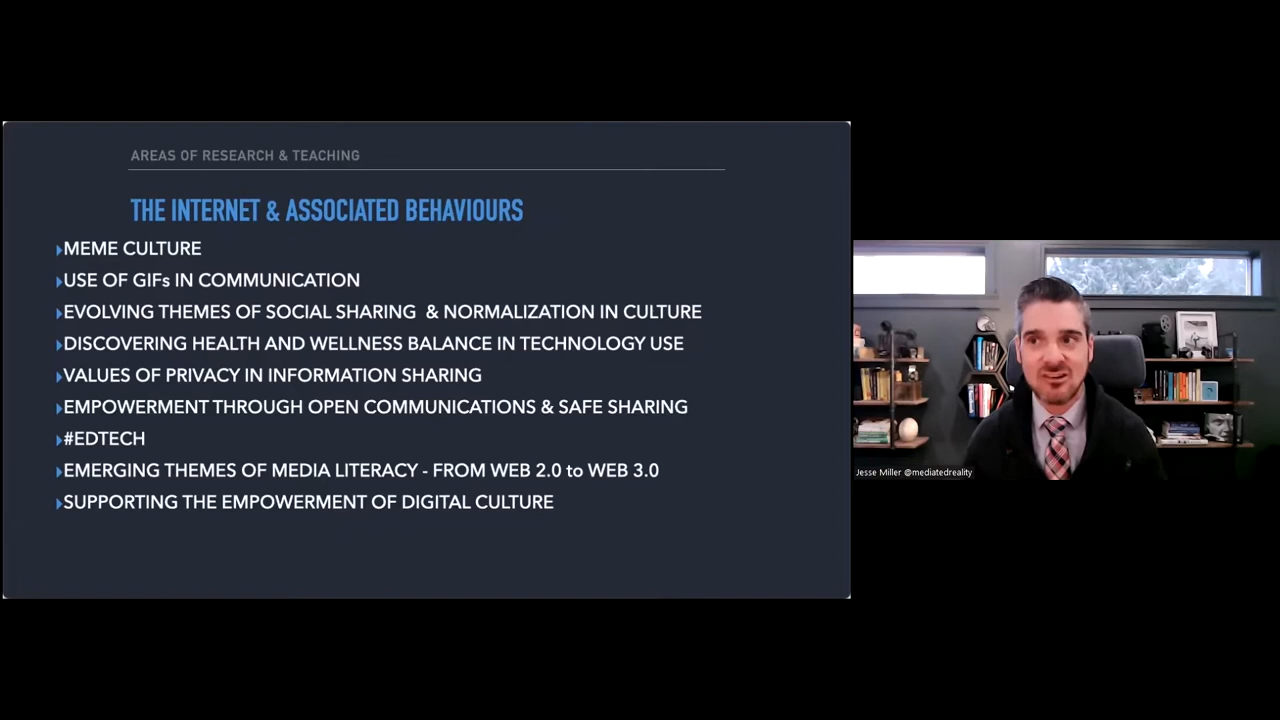 AREAS OF RESEARCH & TEACHING
THE INTERNET & ASSOCIATED BEHAVIOURS
MEME CULTURE
USE OF GIFs IN COMMUNICATION
EVOLVING THEMES OF SOCIAL SHARING & NORMALIZATION IN CULTURE
DISCOVERING HEALTH AND WELLNESS BALANCE IN TECHNOLOGY USE
VALUES OF PRIVACY IN INFORMATION SHARING
EMPOWERMENT THROUGH OPEN COMMUNICATIONS & SAFE SHARING
#EDTECH
EMERGING THEMES OF MEDIA LITERACY - FROM WEB 2.0 to WEB 3.0
SUPPORTING THE EMPOWERMENT OF DIGITAL CULTURE
Jesse Miller @mediatedreality